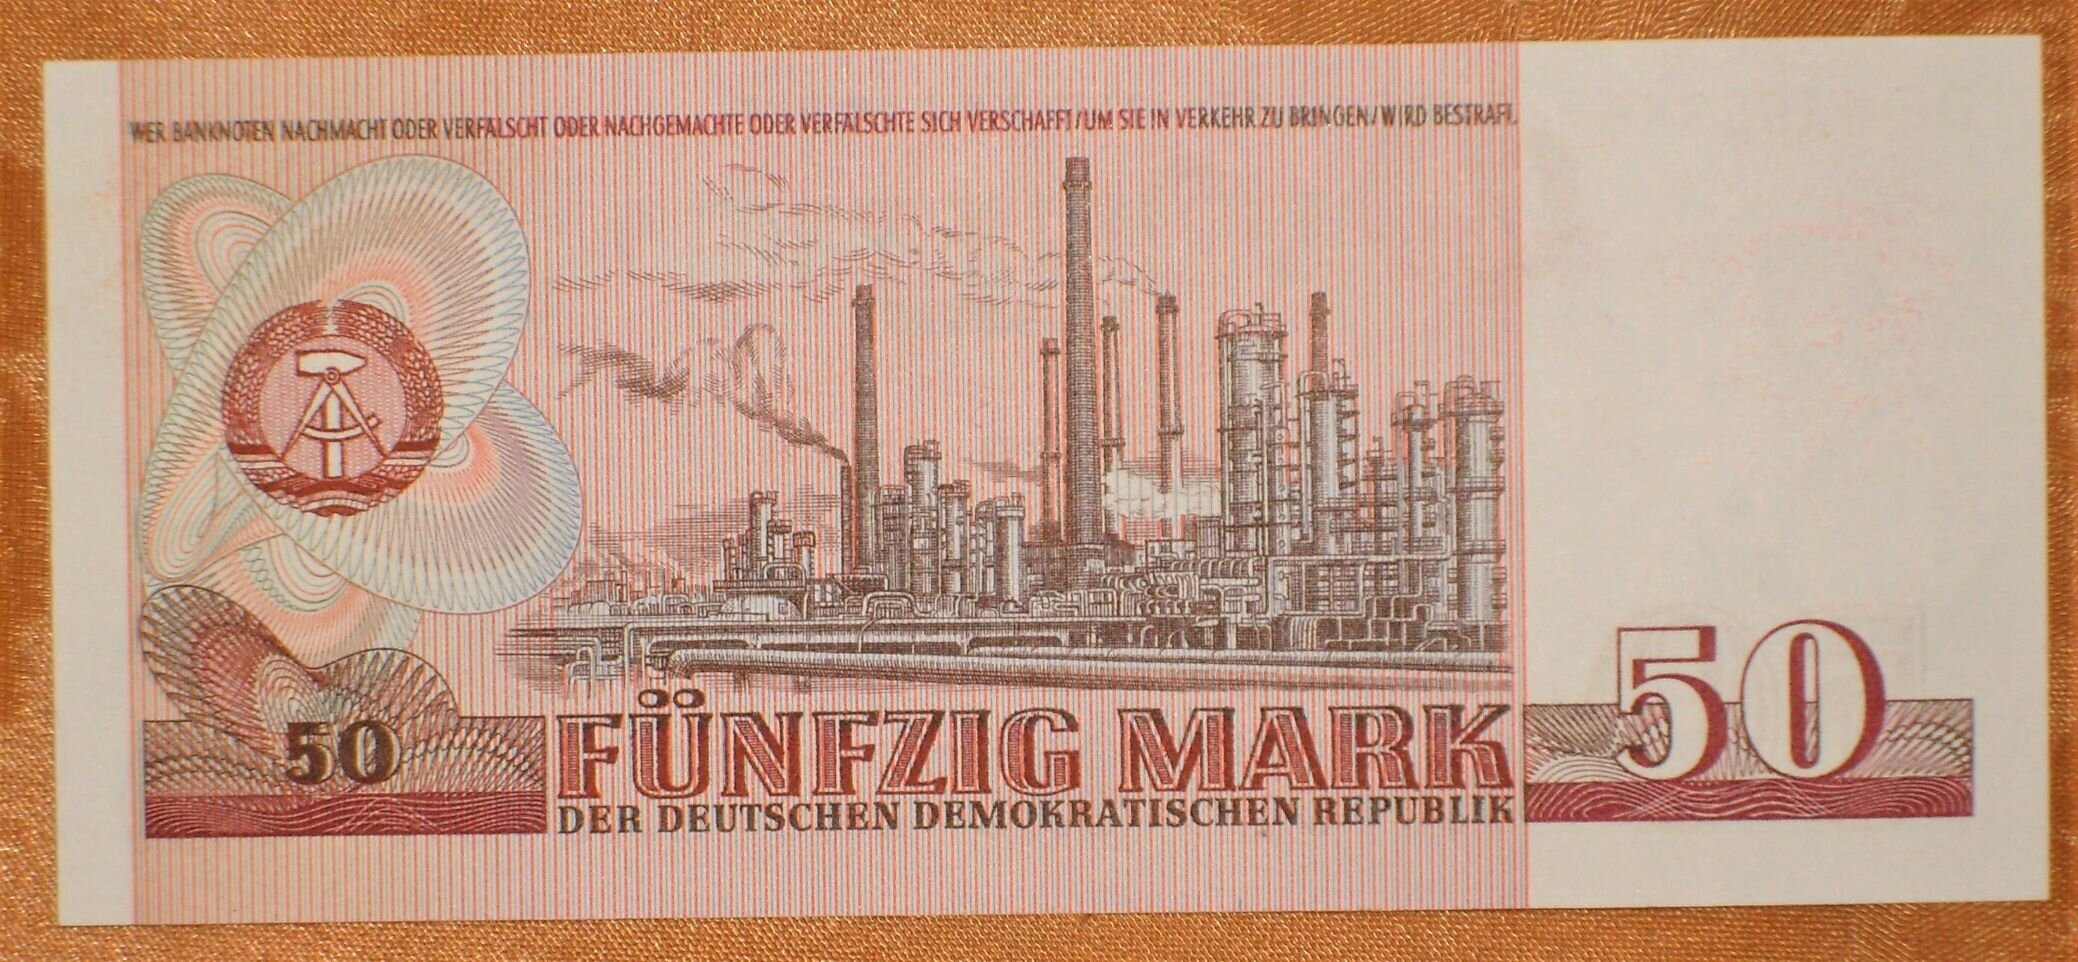 WER BANKNOTEN NACHMACHT ODER VERFÄLSCHT ODER NACHGEMACHTE ODER VERFÄLSCHTE SICH VERSCHAFFT/UM SIE IN VERKEHR ZU BRINGEN/WIRD BESTRAFT.
50
FÜNFZIG MARK
DER DEUTSCHEN DEMOKRATISCHEN REPUBLIK
50